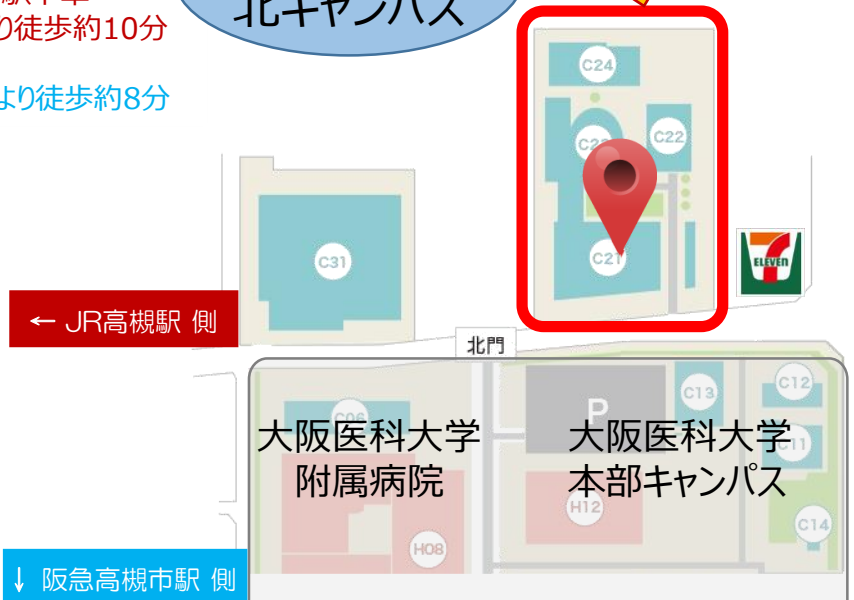 北キャンパス
り徒歩約10分
より徒歩約8分
C24
C22
C23
C21
C31
ELEVEN
← JR高槻駅 側
北門
C13
C12
C06
P
大阪医科大学
附属病院
大阪医科大学
本部キャンパス
C11
H12
C14
H08
↓ 阪急高槻市駅 側